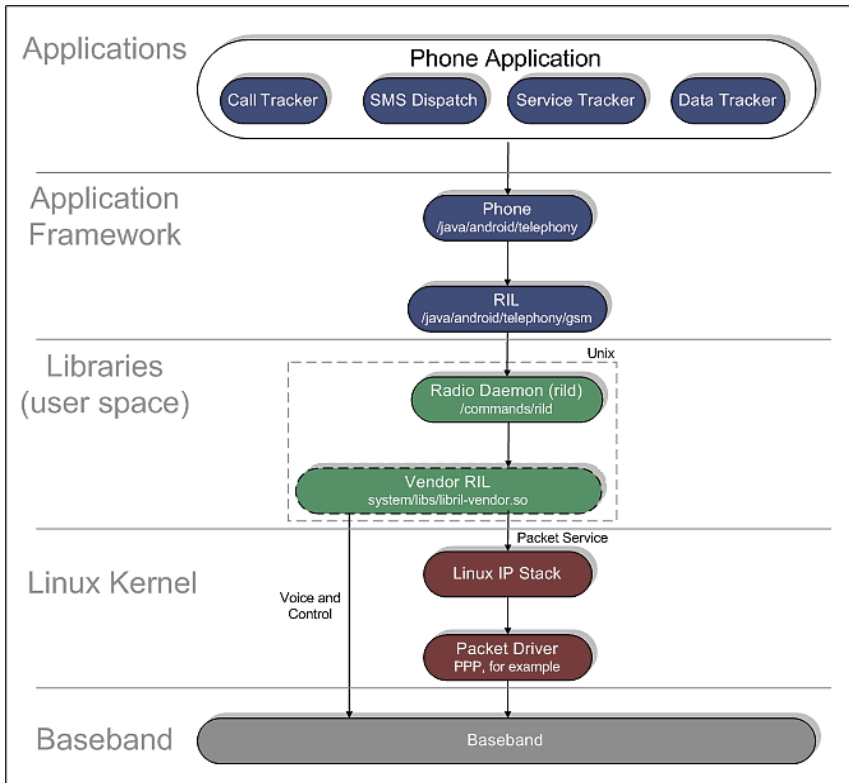 Applications
Phone Application
Call Tracker
SMS Dispatch
Service Tracker
Data Tracker
Application
Framework
Phone
/java/android/telephony
RIL
/java/android/telephony/gsm
Libraries
(user space)
Unix
Radio Daemon (rild)
/commands/rild
Vendor RIL
system/libs/libril-vendor.so
Packet Service
Linux Kernel
Linux IP Stack
Voice and
Control
Packet Driver
PPP, for example
Baseband
Baseband